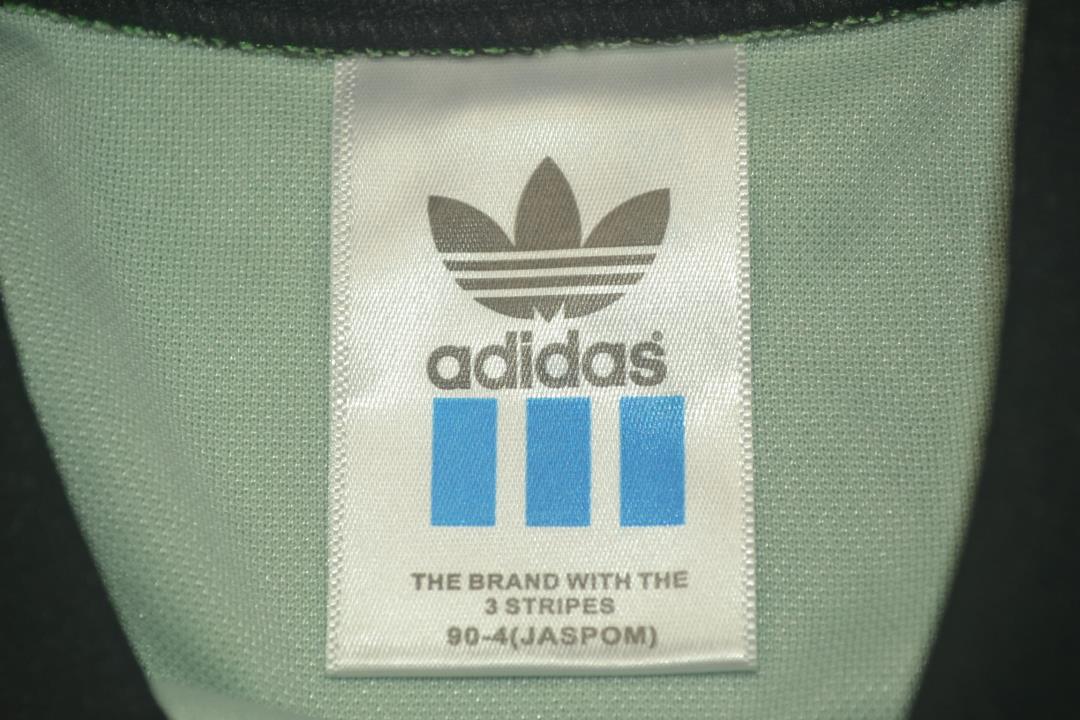 adidas®
THE BRAND WITH THE
3 STRIPES
90-4(JASPOM)